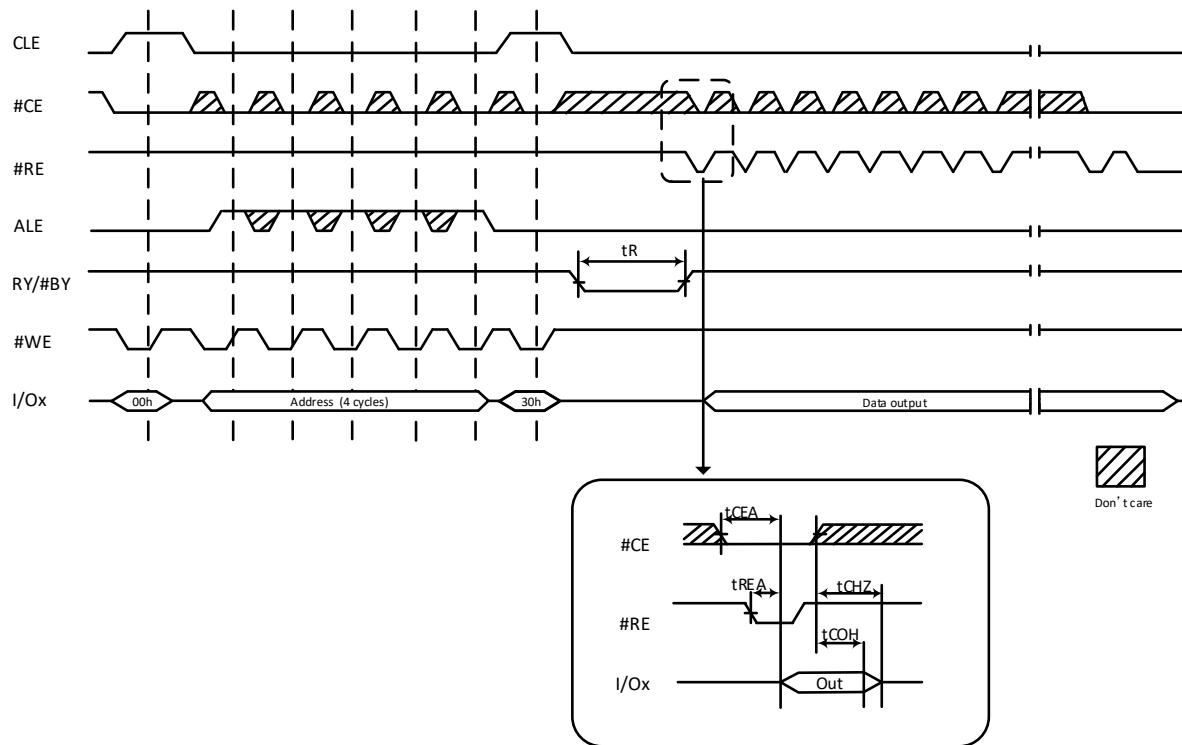 CLE
#CE
#RE
ALE
tR
RY/#BY
#WE
I/Ox
00h
Address (4 cycles)
30h
Data output
Don't care
tCEA
#CE
tREA
tCHZ
#RE
tCOH
I/Ox
Out